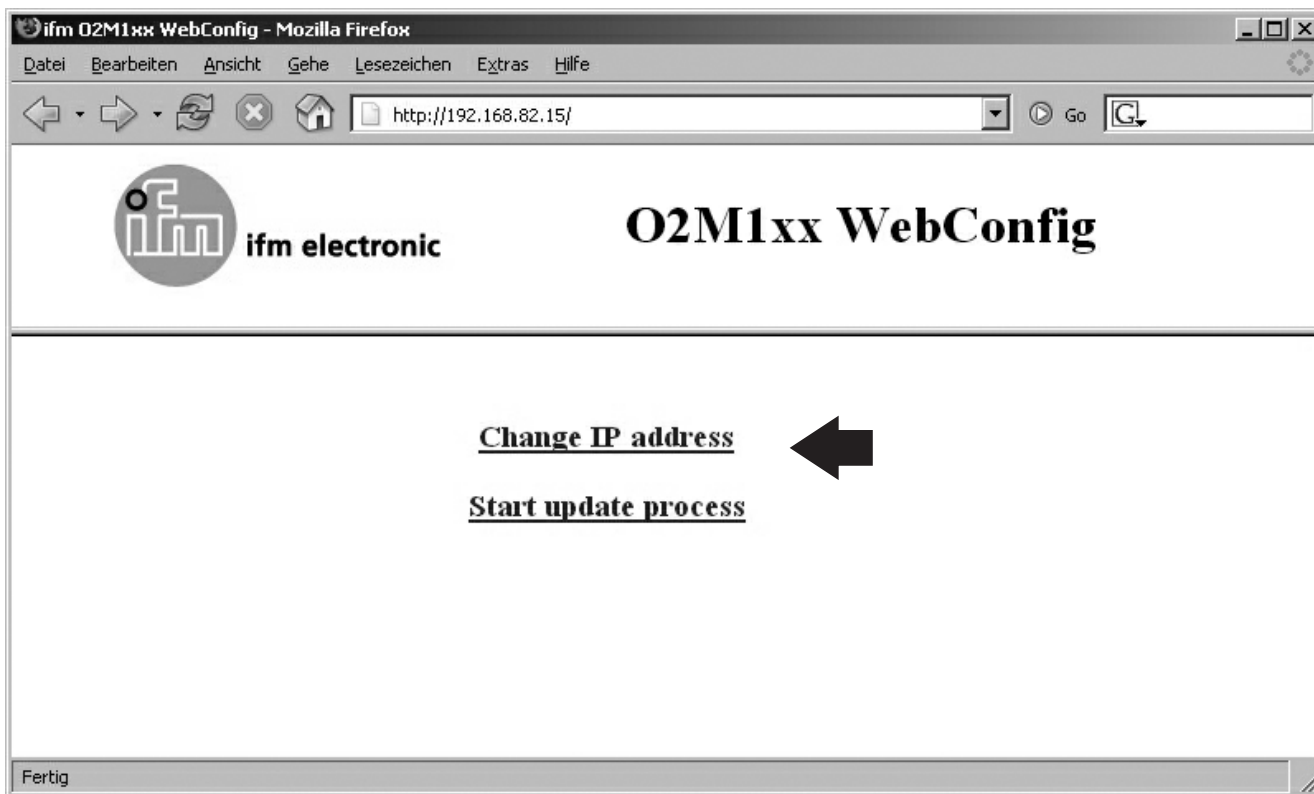 ifm O2M1xx WebConfig - Mozilla Firefox
Datei Bearbeiten Ansicht Gehe Lesezeichen Extras Hilfe
http://192.168.82.15/ Go G
ifm ifm electronic
O2M1xx WebConfig
Change IP address
Start update process
Fertig